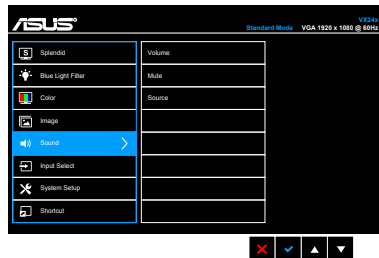 ASUS
VX24x
Standard Mode VGA 1920 x 1080 @ 60Hz
S Splendid
Volume
Blue Light Filter
Mute
Color
Source
Image
Sound
Input Select
System Setup
Shortcut